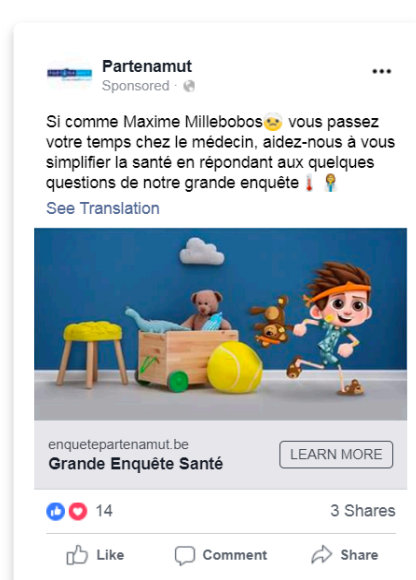 Partenamut
Sponsored ·
Si comme Maxime Millebobos🤕 vous passez
votre temps chez le médecin, aidez-nous à vous
simplifier la santé en répondant aux quelques
questions de notre grande enquête🌡️ 👩‍⚕️
See Translation
enquetepartenamut.be
Grande Enquête Santé
LEARN MORE
14
3 Shares
Like
Comment
Share